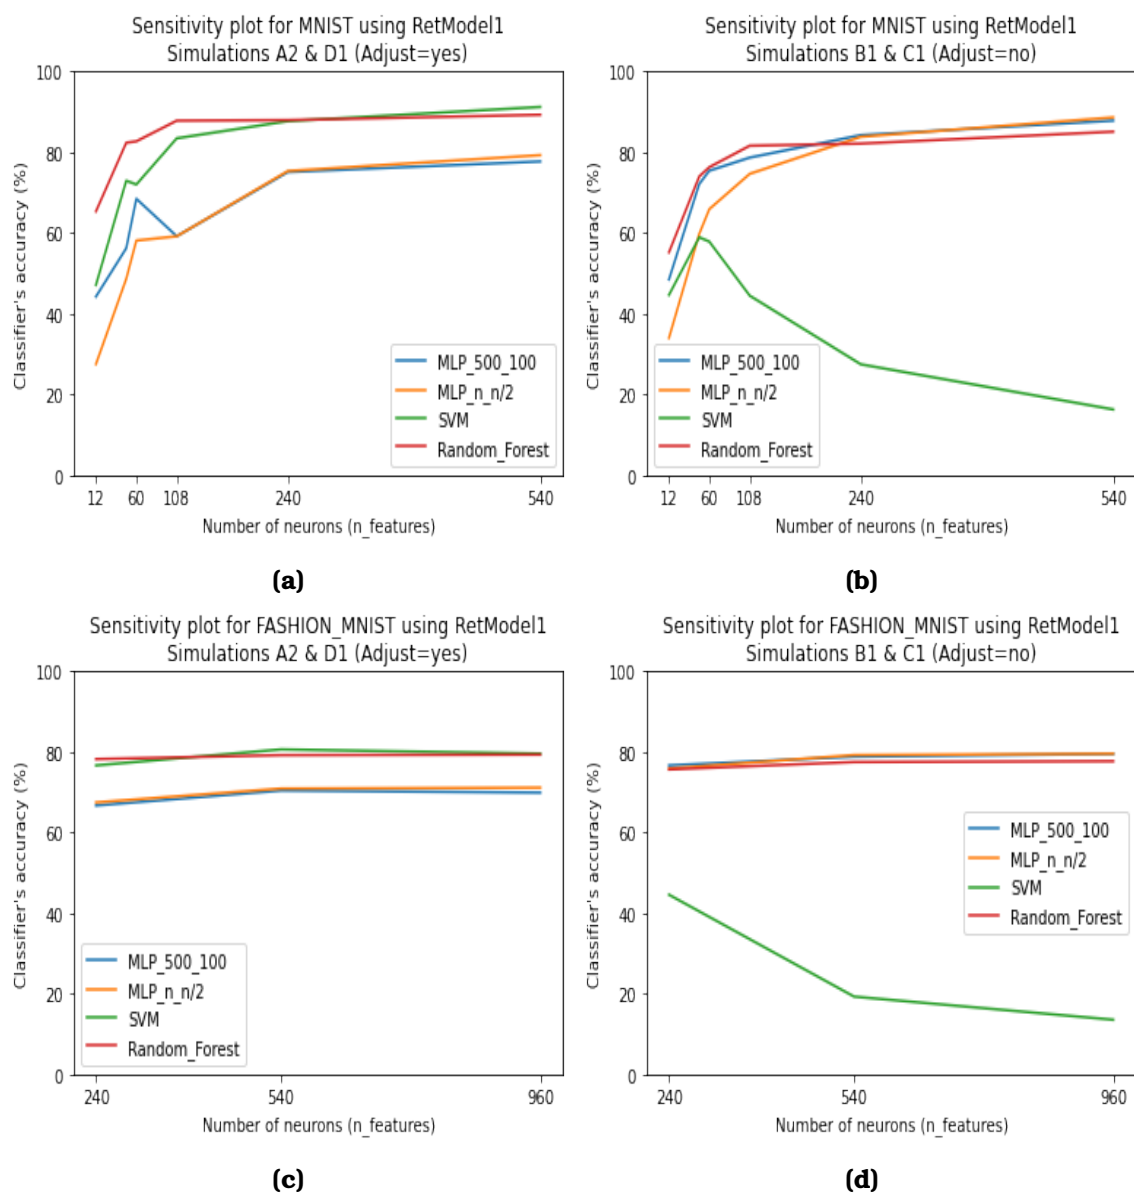 Sensitivity plot for MNIST using RetModel1
Simulations A2 & D1 (Adjust=yes)
100
80
60
40
20
0
Classifier's accuracy (%)
MLP_500_100
MLP_n_n/2
SVM
Random_Forest
12 60 108 240 540
Number of neurons (n_features)
(a)
Sensitivity plot for MNIST using RetModel1
Simulations B1 & C1 (Adjust=no)
100
80
60
40
20
0
Classifier's accuracy (%)
MLP_500_100
MLP_n_n/2
SVM
Random_Forest
12 60 108 240 540
Number of neurons (n_features)
(b)
Sensitivity plot for FASHION_MNIST using RetModel1
Simulations A2 & D1 (Adjust=yes)
100
80
60
40
20
0
Classifier's accuracy (%)
MLP_500_100
MLP_n_n/2
SVM
Random_Forest
240 540 960
Number of neurons (n_features)
(c)
Sensitivity plot for FASHION_MNIST using RetModel1
Simulations B1 & C1 (Adjust=no)
100
80
60
40
20
0
Classifier's accuracy (%)
MLP_500_100
MLP_n_n/2
SVM
Random_Forest
240 540 960
Number of neurons (n_features)
(d)